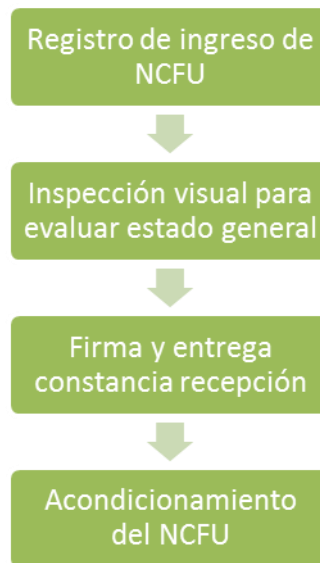 Registro de ingreso de
NCFU
Inspección visual para
evaluar estado general
Firma y entrega
constancia recepción
Acondicionamiento
del NCFU